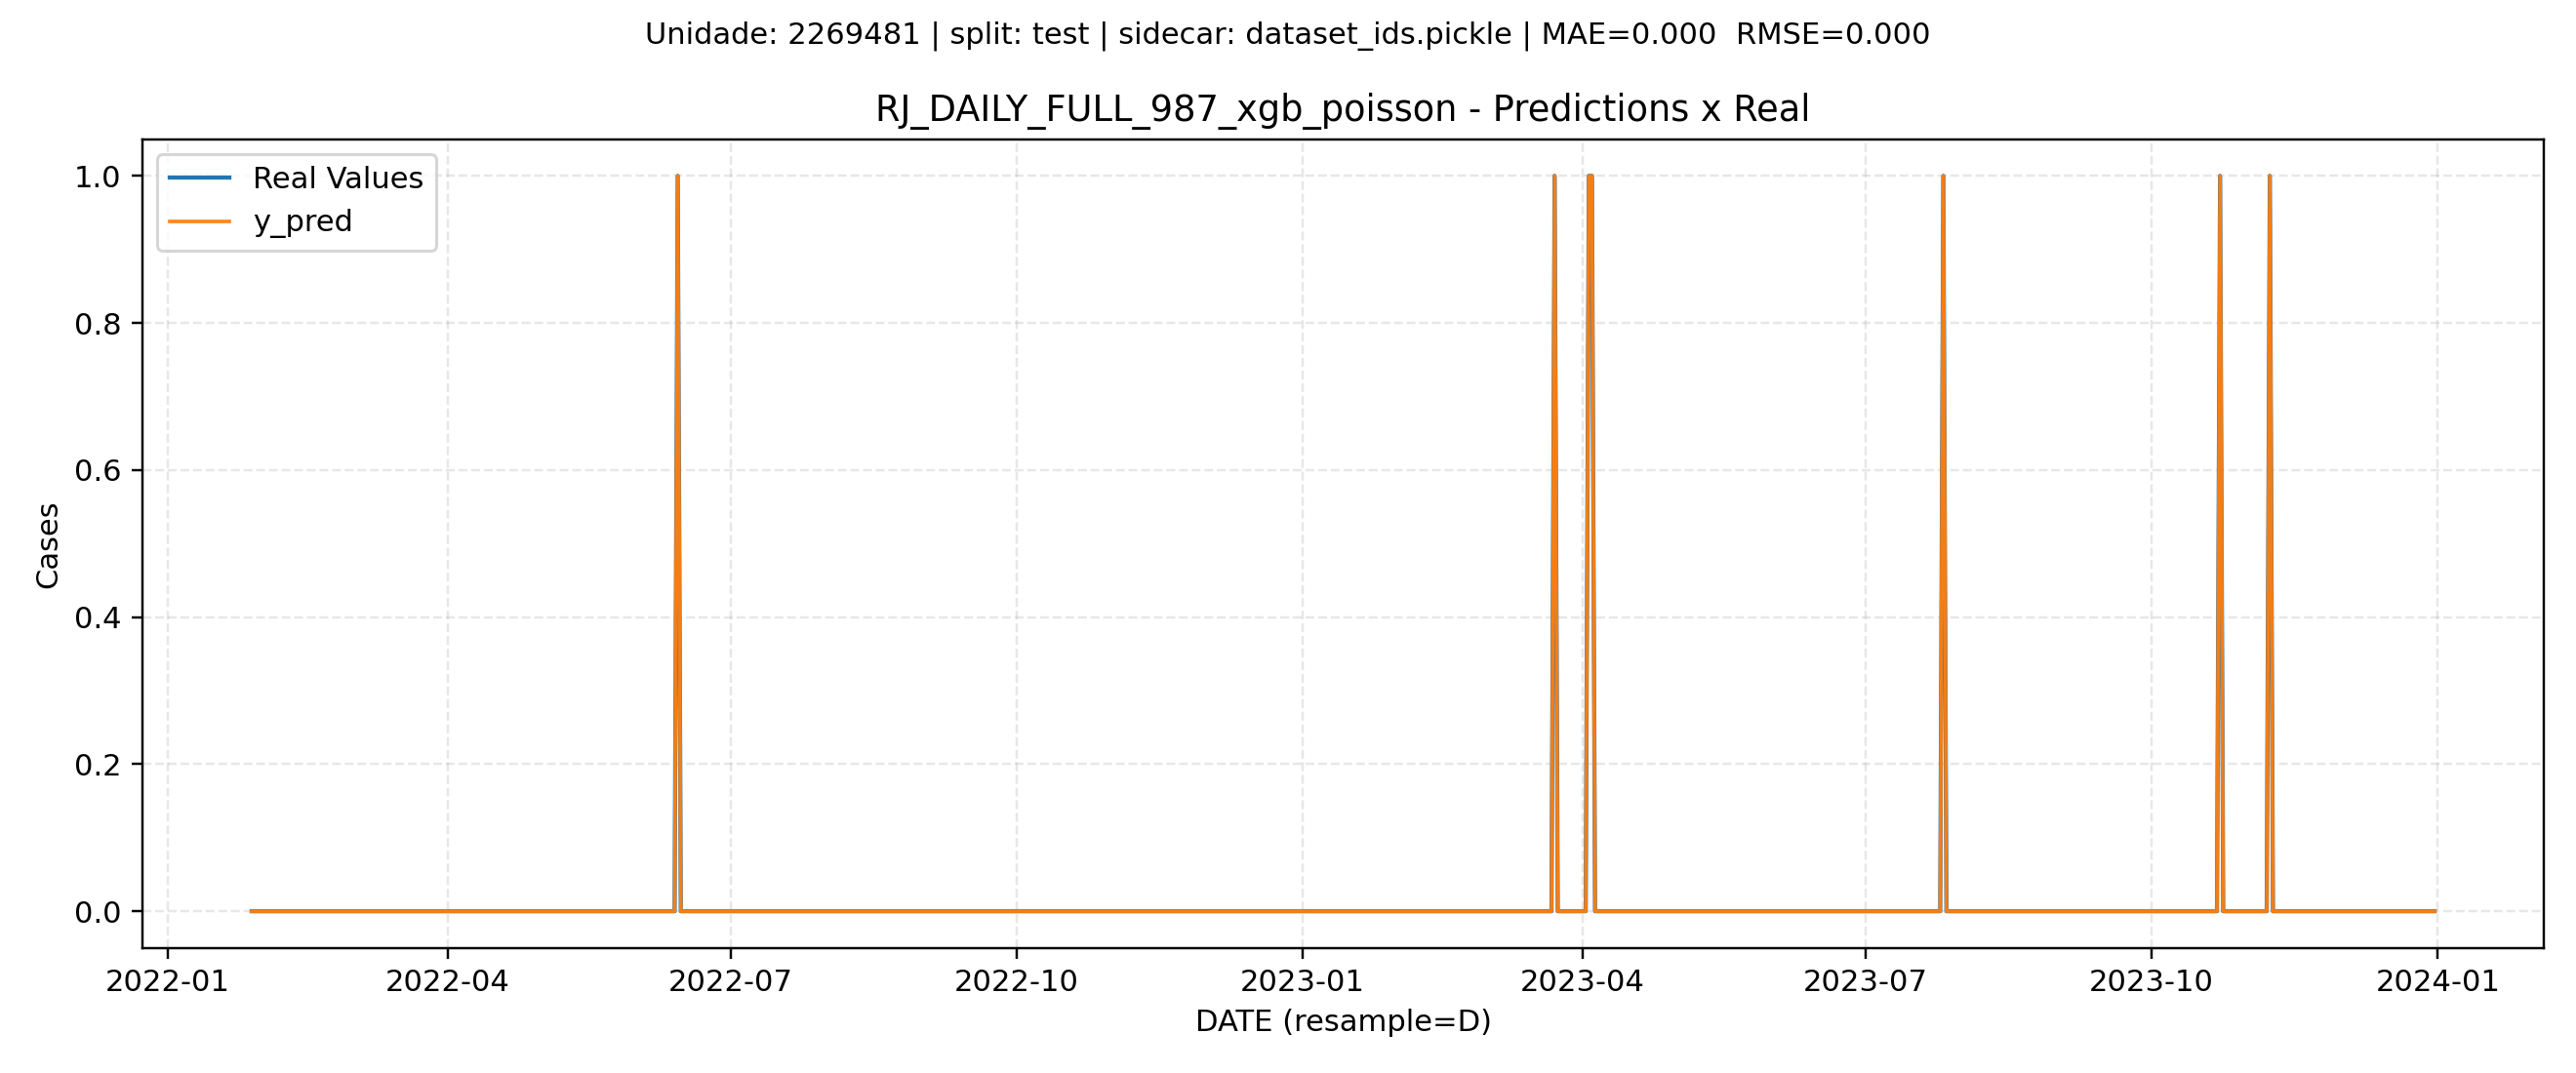 Unidade: 2269481 | split: test | sidecar: dataset_ids.pickle | MAE=0.000  RMSE=0.000
RJ_DAILY_FULL_987_xgb_poisson - Predictions x Real
Real Values
y_pred
1.0
0.8
0.6
0.4
0.2
0.0
Cases
2022-01 2022-04 2022-07 2022-10 2023-01 2023-04 2023-07 2023-10 2024-01
DATE (resample=D)